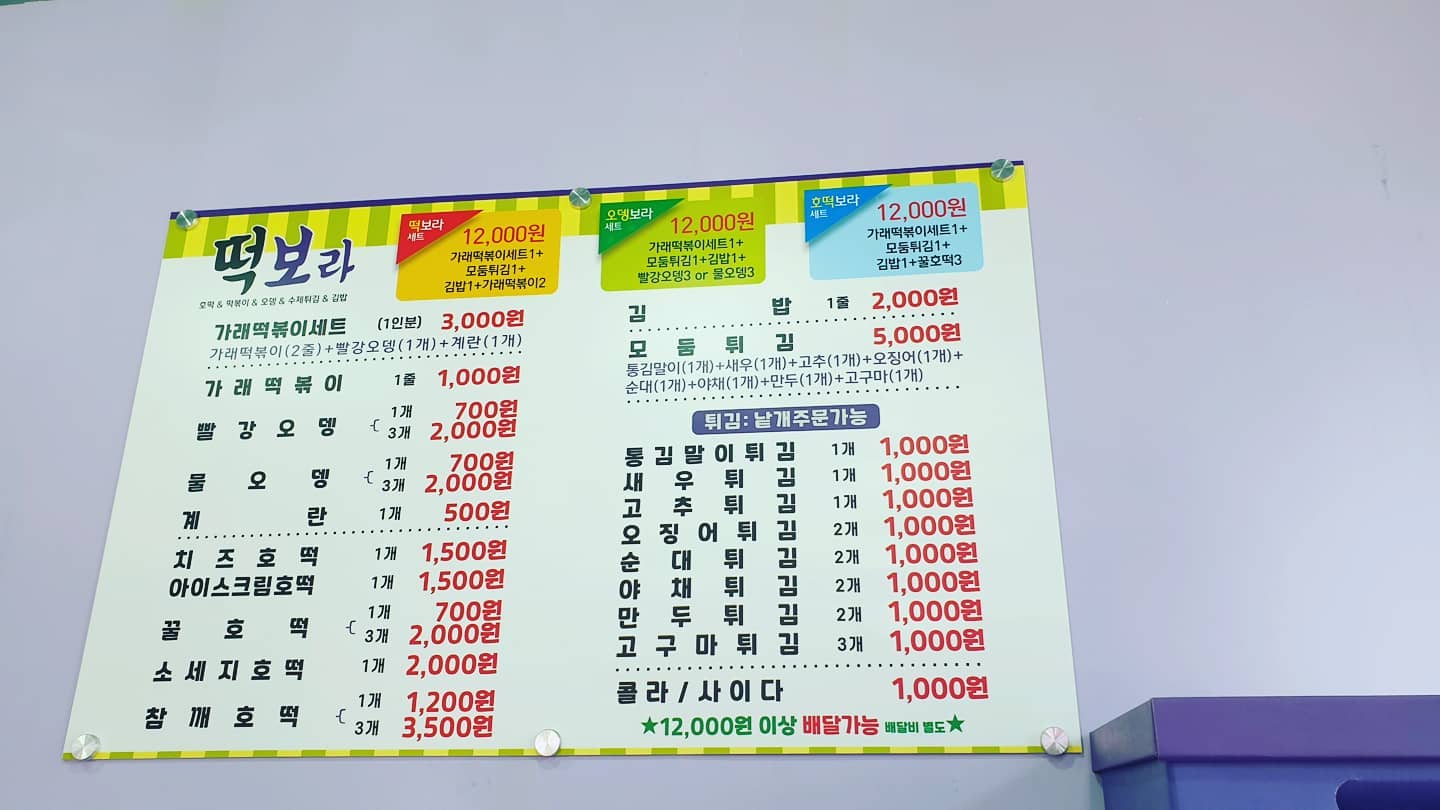 떡보라
호떡 & 떡볶이 & 오뎅 & 수제튀김 & 김밥
떡보라
세트
12,000원
가래떡볶이세트1+
모둠튀김1+
김밥1+가래떡볶이2
오뎅보라
세트
12,000원
가래떡볶이세트1+
모둠튀김1+김밥1+
빨강오뎅3 or 물오뎅3
호떡보라
세트
12,000원
가래떡볶이세트1+
모둠튀김1+
김밥1+꿀호떡3
가래떡볶이세트 (1인분) 3,000원
가래떡볶이(2줄)+빨강오뎅(1개)+계란(1개)
가래떡볶이 1줄 1,000원
빨강오뎅 1개 700원
3개 2,000원
물오뎅 1개 700원
3개 2,000원
계란 1개 500원
치즈호떡 1개 1,500원
아이스크림호떡 1개 1,500원
꿀호떡 1개 700원
3개 2,000원
소세지호떡 1개 2,000원
참깨호떡 1개 1,200원
3개 3,500원
김밥 1줄 2,000원
모둠튀김 5,000원
통김말이(1개)+새우(1개)+고추(1개)+오징어(1개)+
순대(1개)+야채(1개)+만두(1개)+고구마(1개)
튀김: 낱개주문가능
통김말이튀김 1개 1,000원
새우튀김 1개 1,000원
고추튀김 1개 1,000원
오징어튀김 2개 1,000원
순대튀김 2개 1,000원
야채튀김 2개 1,000원
만두튀김 2개 1,000원
고구마튀김 3개 1,000원
콜라/사이다 1,000원
★12,000원 이상 배달가능 배달비 별도★